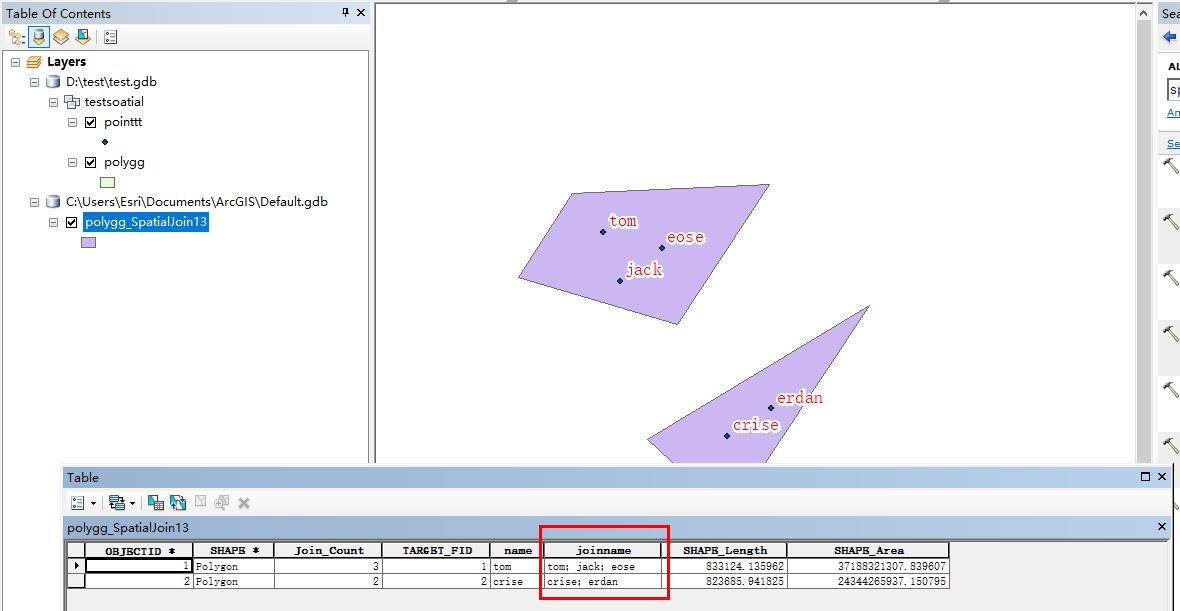 Table Of Contents
Sea
Layers
D:\test\test.gdb
testsoatial
pointtt
polygg
C:\Users\Esri\Documents\ArcGIS\Default.gdb
polygg_SpatialJoin13
AL
sp
An
Se
tom
eose
jack
erdan
crise
Table
polygg_SpatialJoin13
OBJECTID * SHAPE * Join_Count TARGET_FID name joinname SHAPE_Length SHAPE_Area
1 Polygon 3 1 tom tom; jack; eose 833124.135962 37188321307.839607
2 Polygon 2 2 crise crise; erdan 823685.941825 24344265937.150795